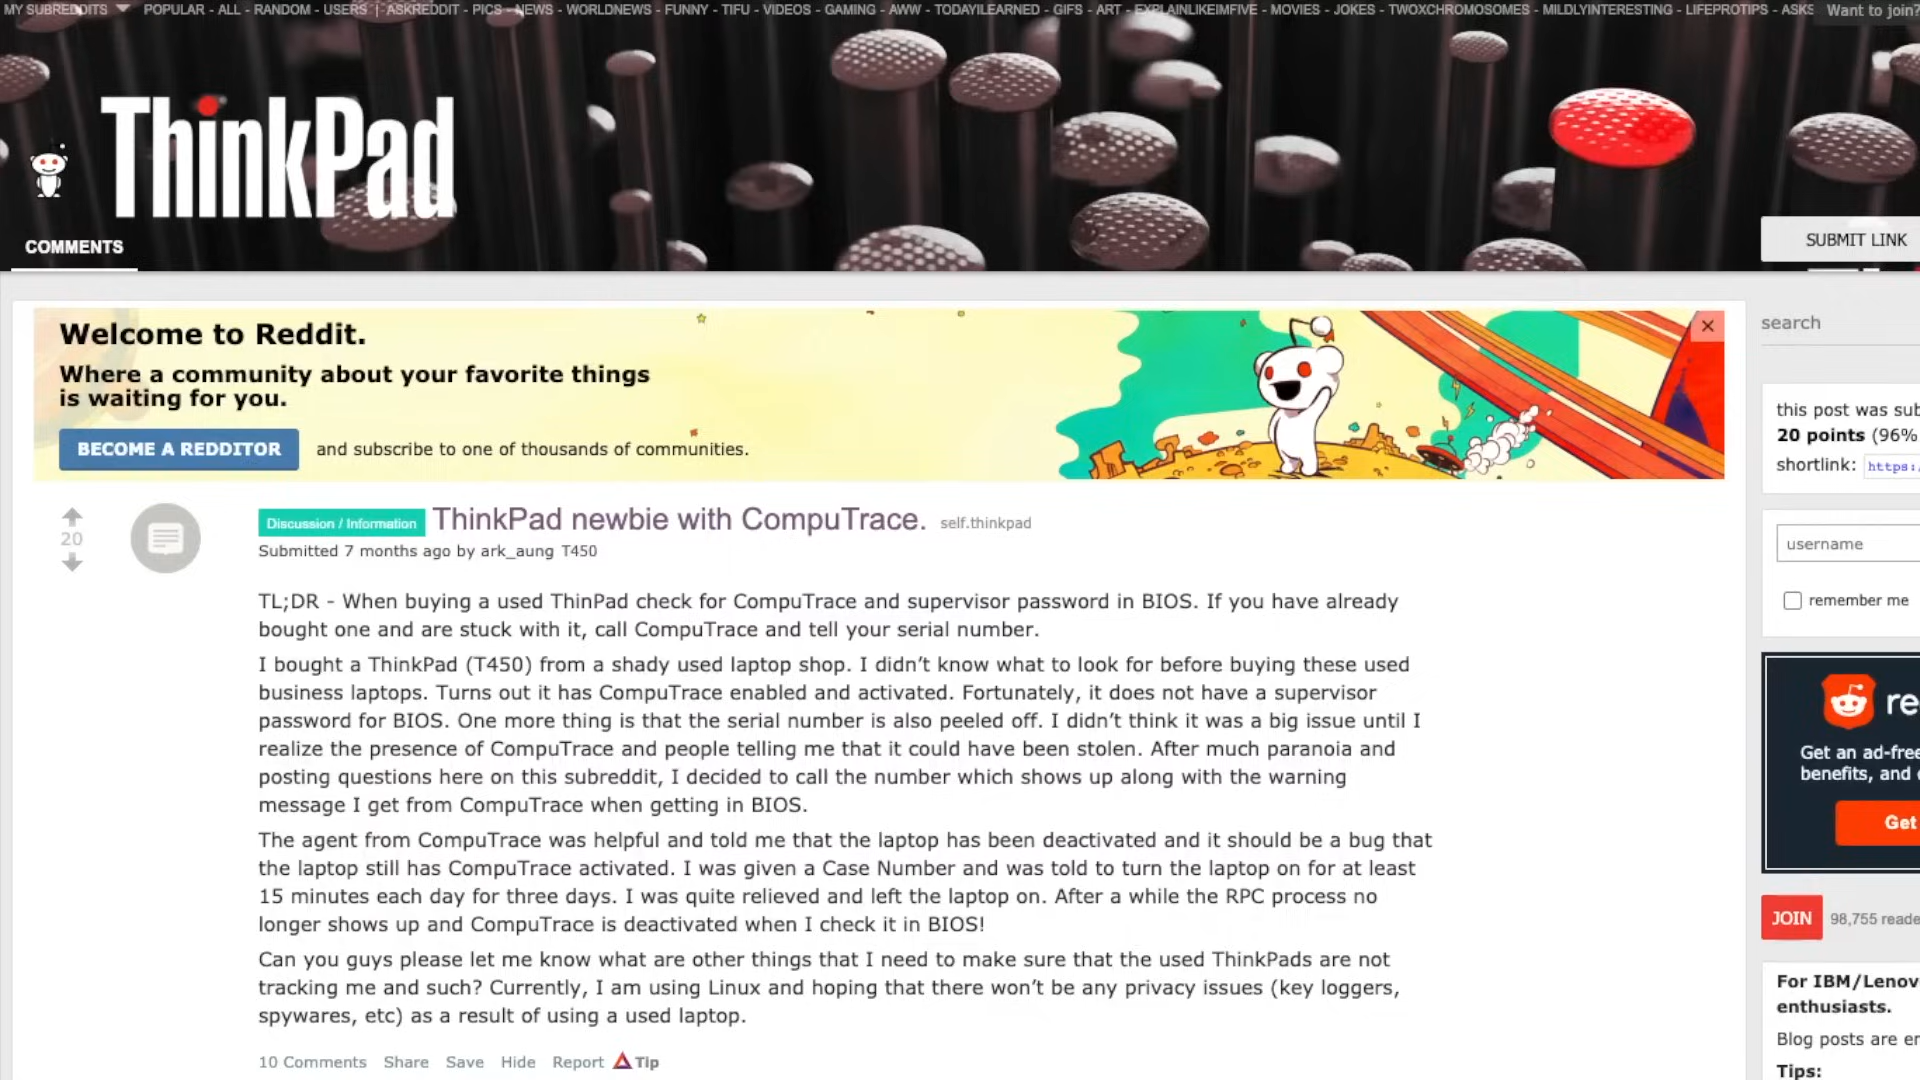 MY SUBREDDITS POPULAR - ALL - RANDOM - USERS | ASKREDDIT - PICS - NEWS - WORLDNEWS - FUNNY - TIFU - VIDEOS - GAMING - AWW - TODAYILEARNED - GIFS - ART - EXPLAINLIKEIMFIVE - MOVIES - JOKES - TWOXCHROMOSOMES - MILDLYINTERESTING - LIFEPROTIPS - ASKS Want to join?
ThinkPad
COMMENTS
SUBMIT LINK
Welcome to Reddit.
Where a community about your favorite things
is waiting for you.
BECOME A REDDITOR and subscribe to one of thousands of communities.
20
Discussion / Information ThinkPad newbie with CompuTrace. self.thinkpad
Submitted 7 months ago by ark_aung T450
TL;DR - When buying a used ThinPad check for CompuTrace and supervisor password in BIOS. If you have already
bought one and are stuck with it, call CompuTrace and tell your serial number.
I bought a ThinkPad (T450) from a shady used laptop shop. I didn't know what to look for before buying these used
business laptops. Turns out it has CompuTrace enabled and activated. Fortunately, it does not have a supervisor
password for BIOS. One more thing is that the serial number is also peeled off. I didn't think it was a big issue until I
realize the presence of CompuTrace and people telling me that it could have been stolen. After much paranoia and
posting questions here on this subreddit, I decided to call the number which shows up along with the warning
message I get from CompuTrace when getting in BIOS.
The agent from CompuTrace was helpful and told me that the laptop has been deactivated and it should be a bug that
the laptop still has CompuTrace activated. I was given a Case Number and was told to turn the laptop on for at least
15 minutes each day for three days. I was quite relieved and left the laptop on. After a while the RPC process no
longer shows up and CompuTrace is deactivated when I check it in BIOS!
Can you guys please let me know what are other things that I need to make sure that the used ThinkPads are not
tracking me and such? Currently, I am using Linux and hoping that there won't be any privacy issues (key loggers,
spywares, etc) as a result of using a used laptop.
10 Comments Share Save Hide Report Tip
search
this post was sub
20 points (96%
shortlink: https:/
username
remember me
re
Get an ad-free
benefits, and
Get
JOIN 98,755 reade
For IBM/Lenov
enthusiasts.
Blog posts are en
Tips: